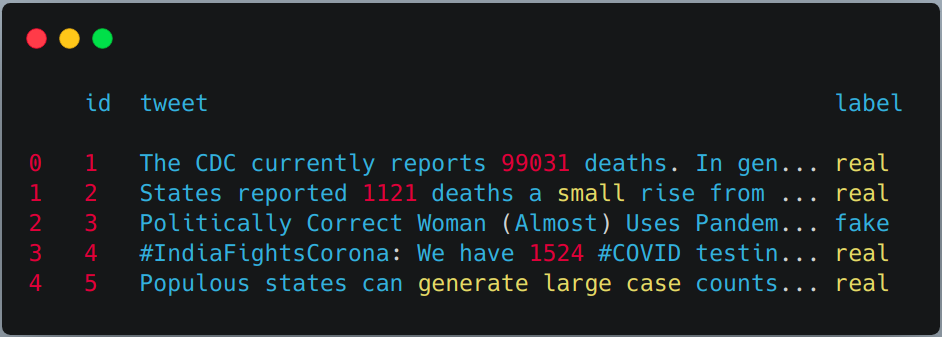 id tweet label
0 1 The CDC currently reports 99031 deaths. In gen... real
1 2 States reported 1121 deaths a small rise from ... real
2 3 Politically Correct Woman (Almost) Uses Pandem... fake
3 4 #IndiaFightsCorona: We have 1524 #COVID testin... real
4 5 Populous states can generate large case counts... real